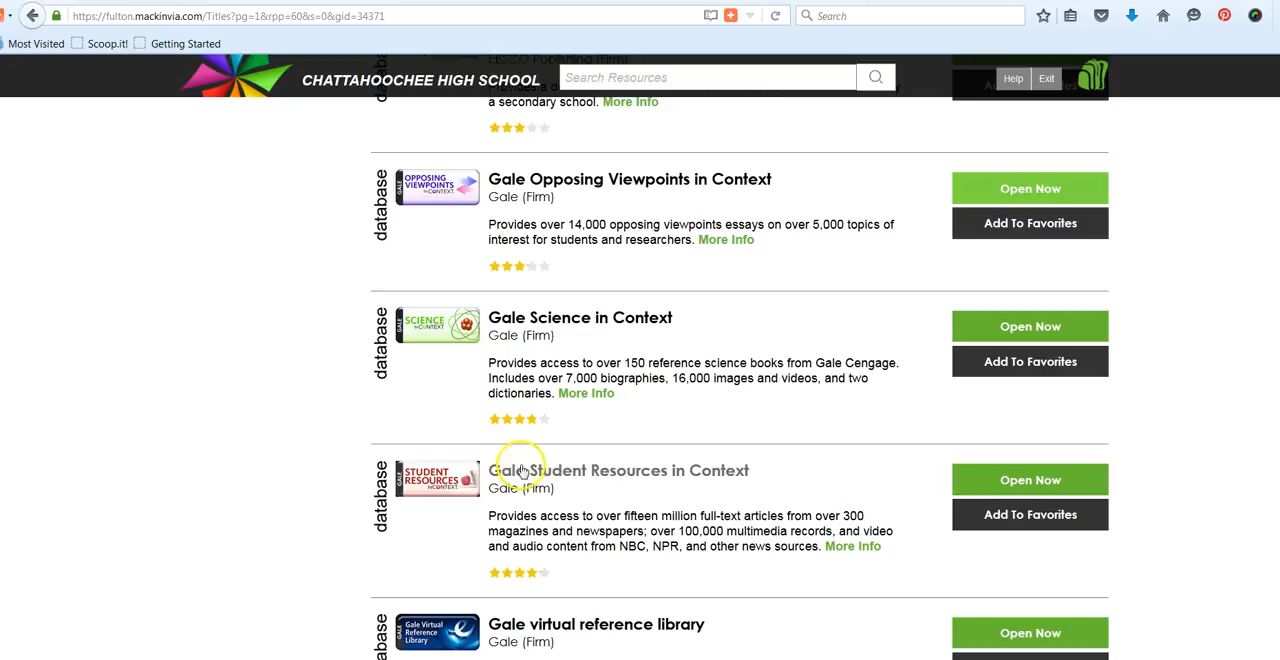 https://fulton.mackinvia.com/Titles?pg=1&rpp=60&s=0&gid=34371
Search
Most Visited
Scoop.it!
Getting Started
CHATTAHOOCHEE HIGH SCHOOL
Search Resources
Help
Exit
a secondary school. More Info
database
OPPOSING VIEWPOINTS IN CONTEXT
GALE
Gale Opposing Viewpoints in Context
Gale (Firm)
Provides over 14,000 opposing viewpoints essays on over 5,000 topics of
interest for students and researchers. More Info
Open Now
Add To Favorites
database
GALE
SCIENCE IN CONTEXT
Gale Science in Context
Gale (Firm)
Provides access to over 150 reference science books from Gale Cengage.
Includes over 7,000 biographies, 16,000 images and videos, and two
dictionaries. More Info
Open Now
Add To Favorites
database
GALE
STUDENT
RESOURCES
IN CONTEXT
Gale Student Resources in Context
Gale (Firm)
Provides access to over fifteen million full-text articles from over 300
magazines and newspapers; over 100,000 multimedia records, and video
and audio content from NBC, NPR, and other news sources. More Info
Open Now
Add To Favorites
database
GALE
Gale Virtual
Reference
Library
Gale virtual reference library
Gale (Firm)
Open Now